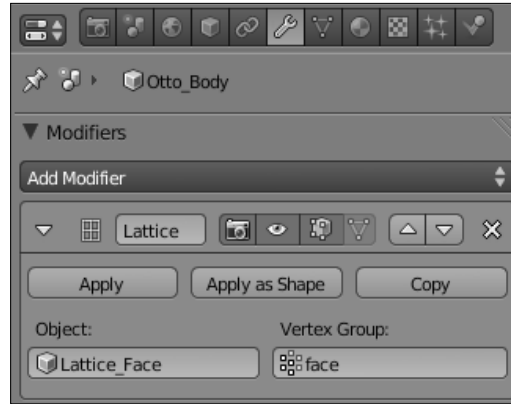 Otto_Body
Modifiers
Add Modifier
Lattice
Apply Apply as Shape Copy
Object: Vertex Group:
Lattice_Face face